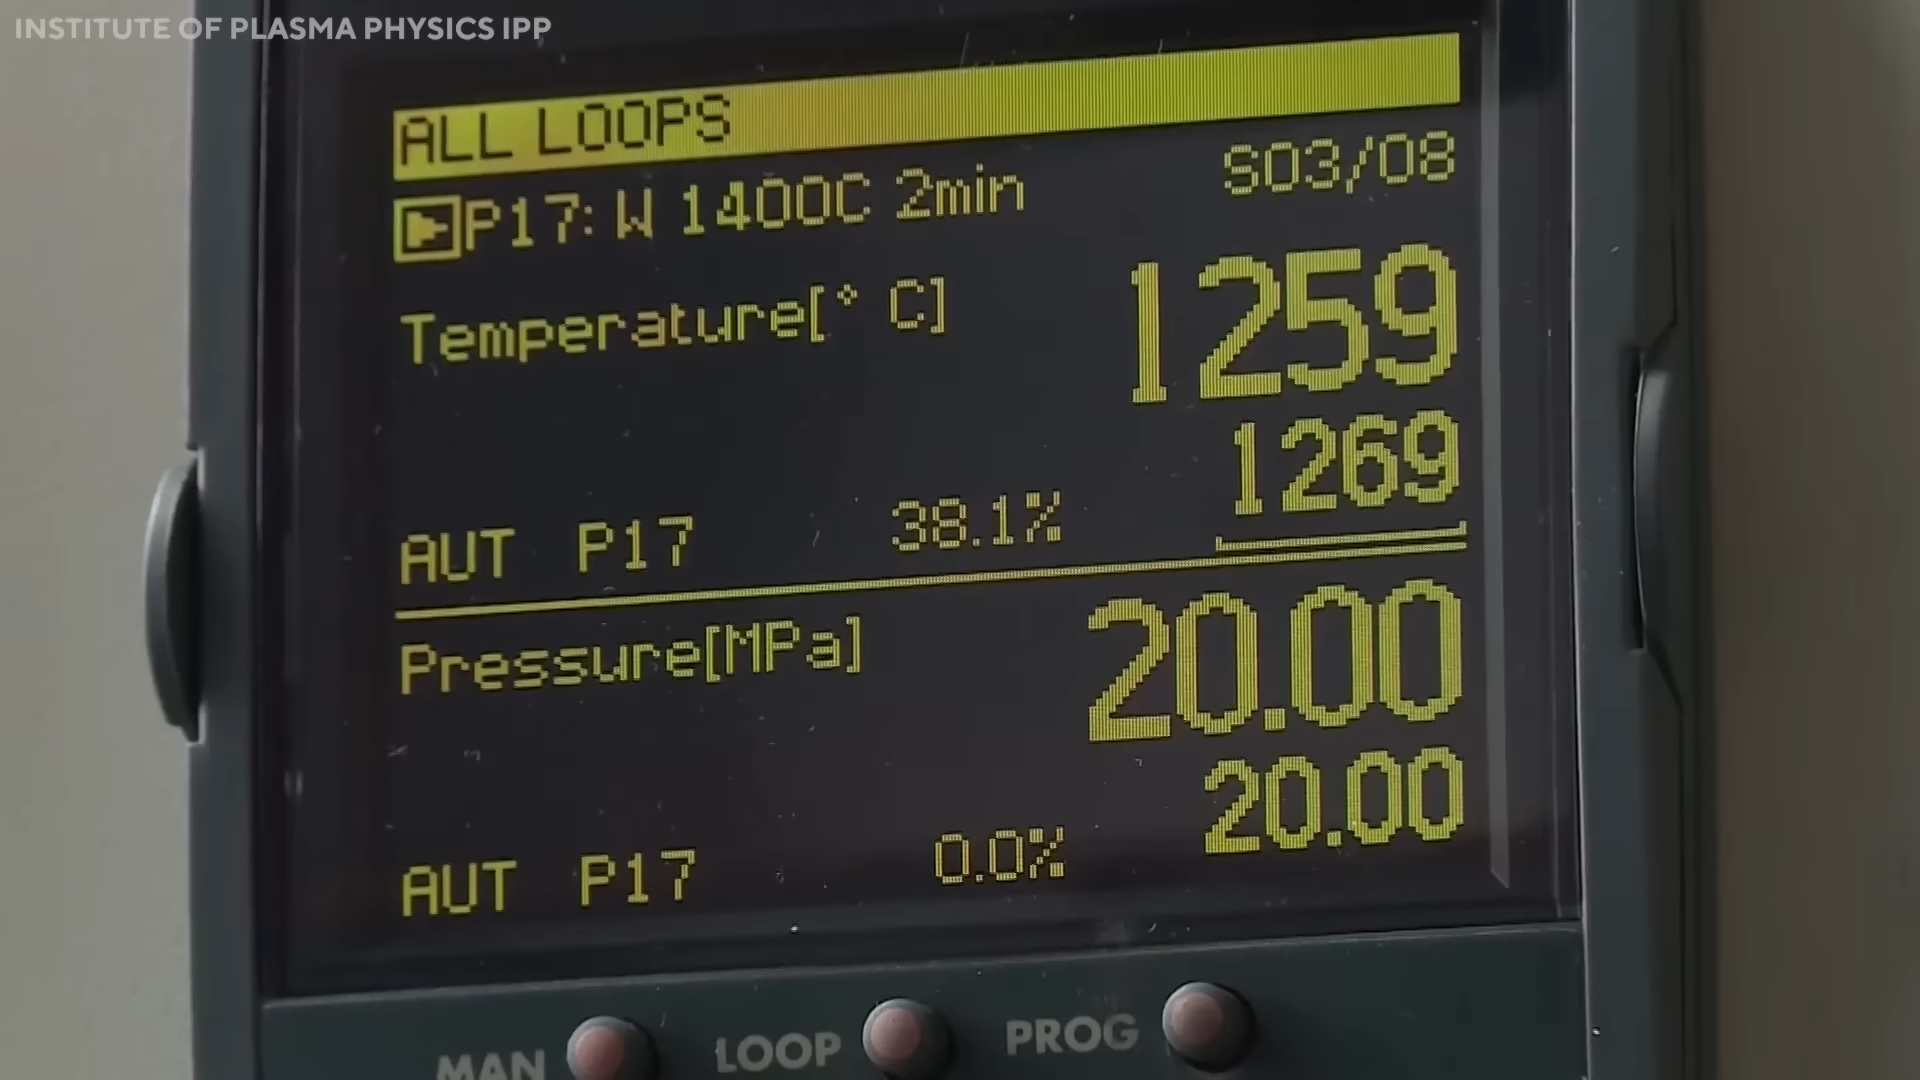 INSTITUTE OF PLASMA PHYSICS IPP
ALL LOOPS
P17: W 1400C 2min S03/08
Temperature[° C] 1259
1269
AUT P17 38.1%
Pressure[MPa] 20.00
20.00
AUT P17 0.0%
MAN LOOP PROG